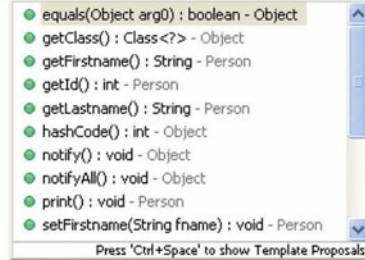 equals(Object arg0) : boolean - Object
getClass() : Class<?> - Object
getFirstname() : String - Person
getId() : int - Person
getLastname() : String - Person
hashCode() : int - Object
notify() : void - Object
notifyAll() : void - Object
print() : void - Person
setFirstname(String fname) : void - Person
Press 'Ctrl+Space' to show Template Proposals